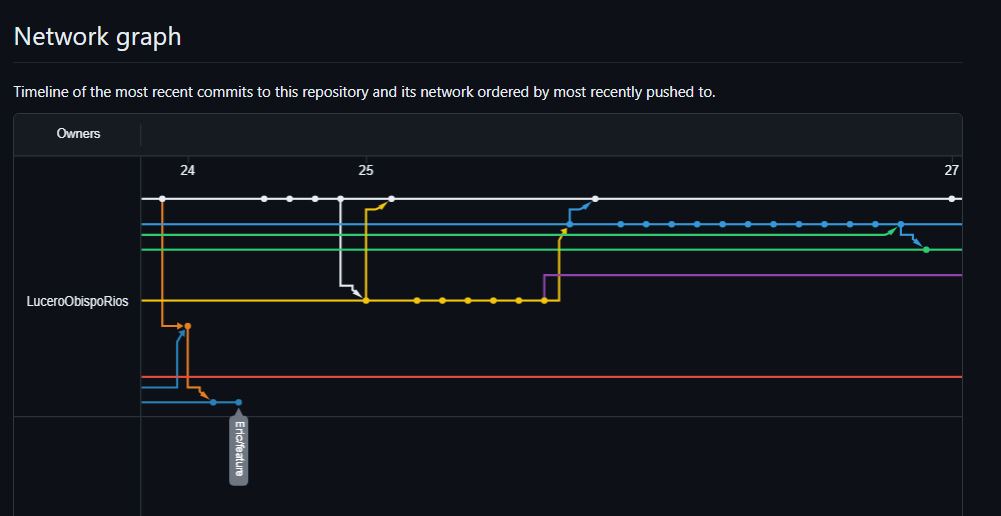 Network graph
Timeline of the most recent commits to this repository and its network ordered by most recently pushed to.
Owners
24
25
27
LuceroObispoRios
Eric/feature